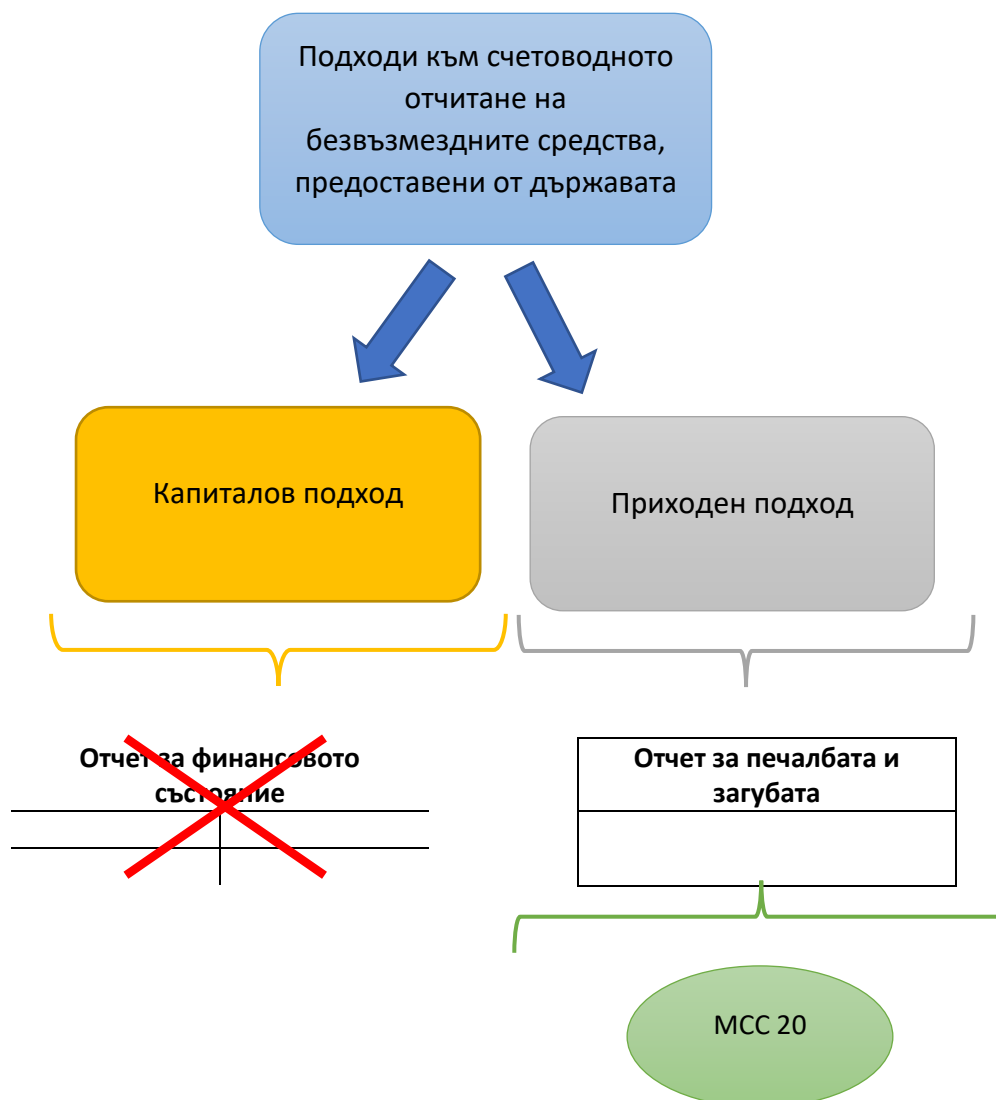 Подходи към счетоводното
отчитане на
безвъзмездните средства,
предоставени от държавата
Капиталов подход
Приходен подход
Отчет за финансовото
състояние
Отчет за печалбата и
загубата
МСС 20